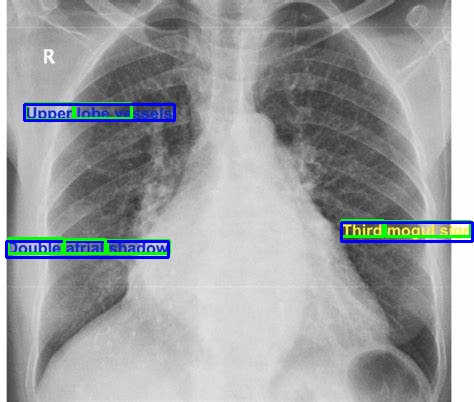 R
Upper lobe vessels
Third mogul sign
Double atrial shadow